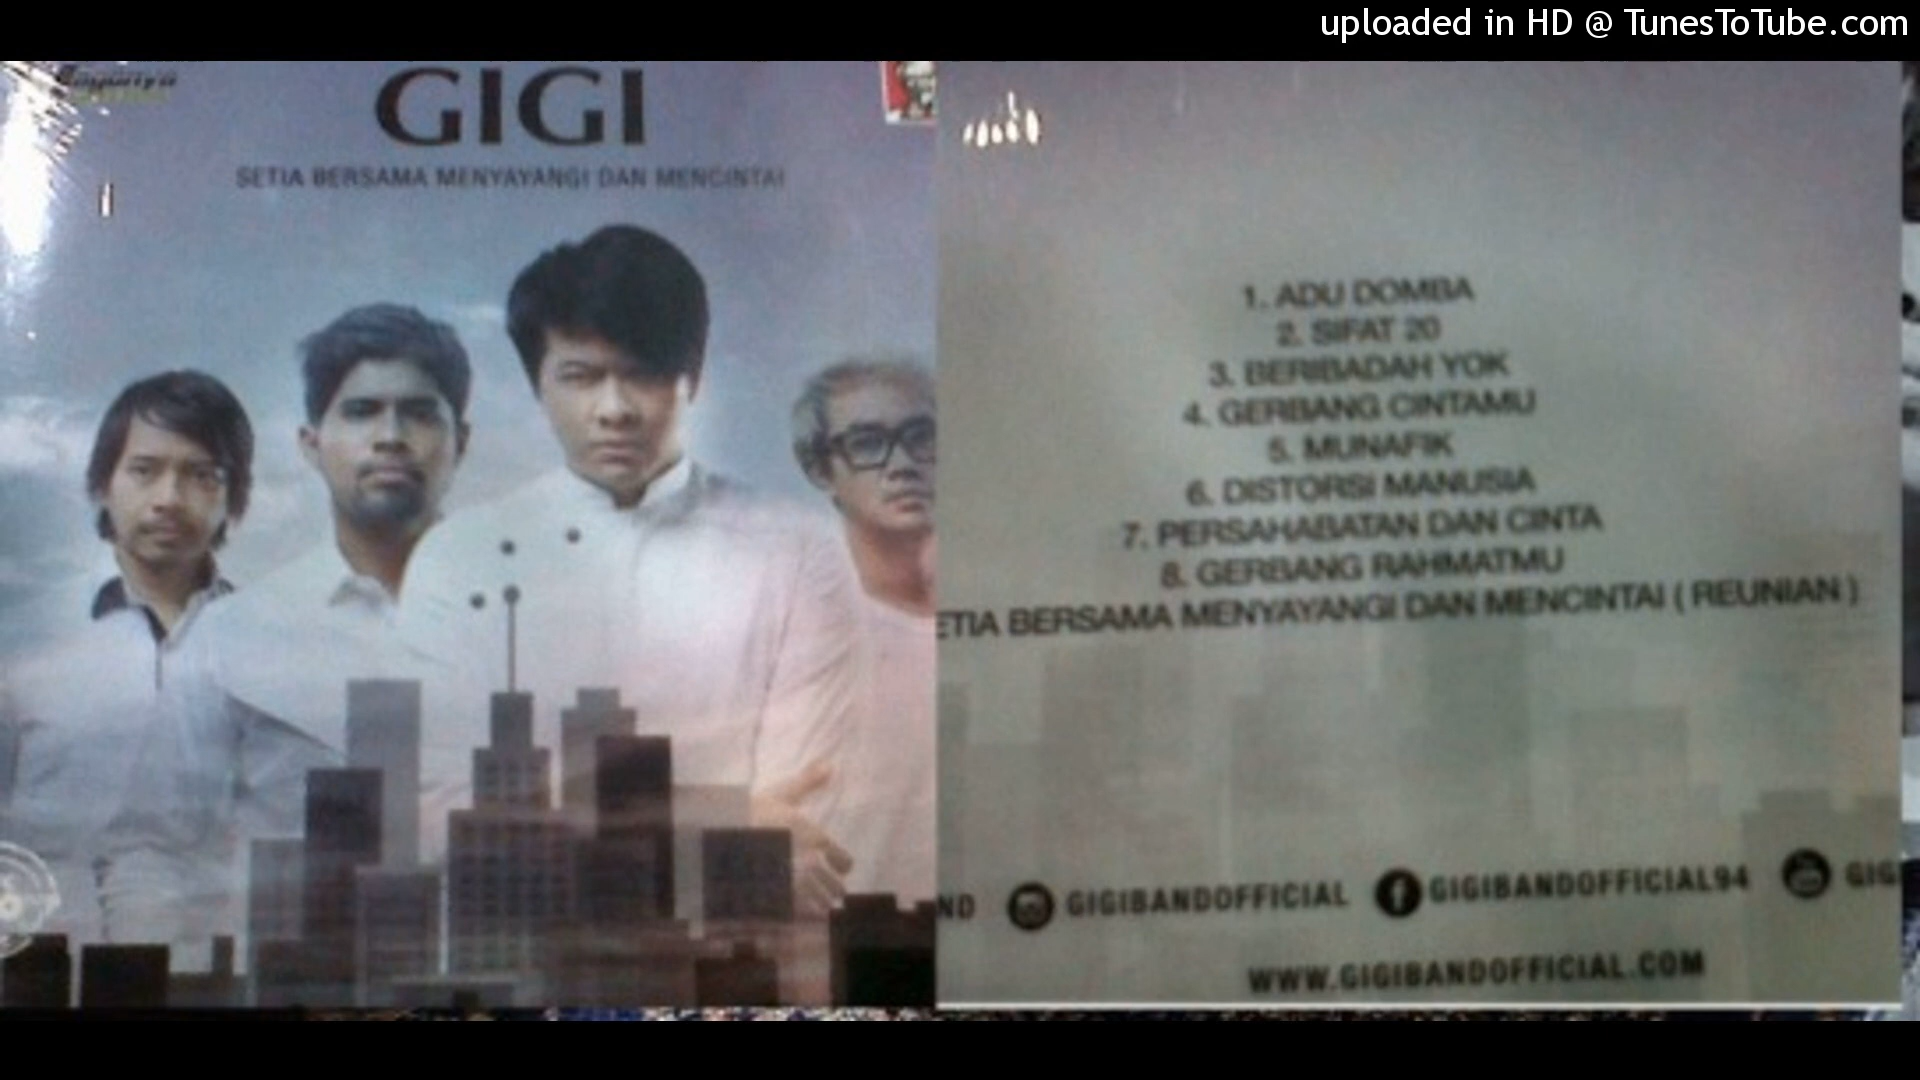 uploaded in HD @ TunesToTube.com
GIGI
SETIA BERSAMA MENYAYANGI DAN MENCINTAI
1. ADU DOMBA
2. SIFAT 20
3. BERIBADAH YOK
4. GERBANG CINTAMU
5. MUNAFIK
6. DISTORSI MANUSIA
7. PERSAHABATAN DAN CINTA
8. GERBANG RAHMATMU
ETIA BERSAMA MENYAYANGI DAN MENCINTAI ( REUNIAN )
ND GIGIBANDOFFICIAL GIGIBANDOFFICIAL94 GIG
WWW.GIGIBANDOFFICIAL.COM